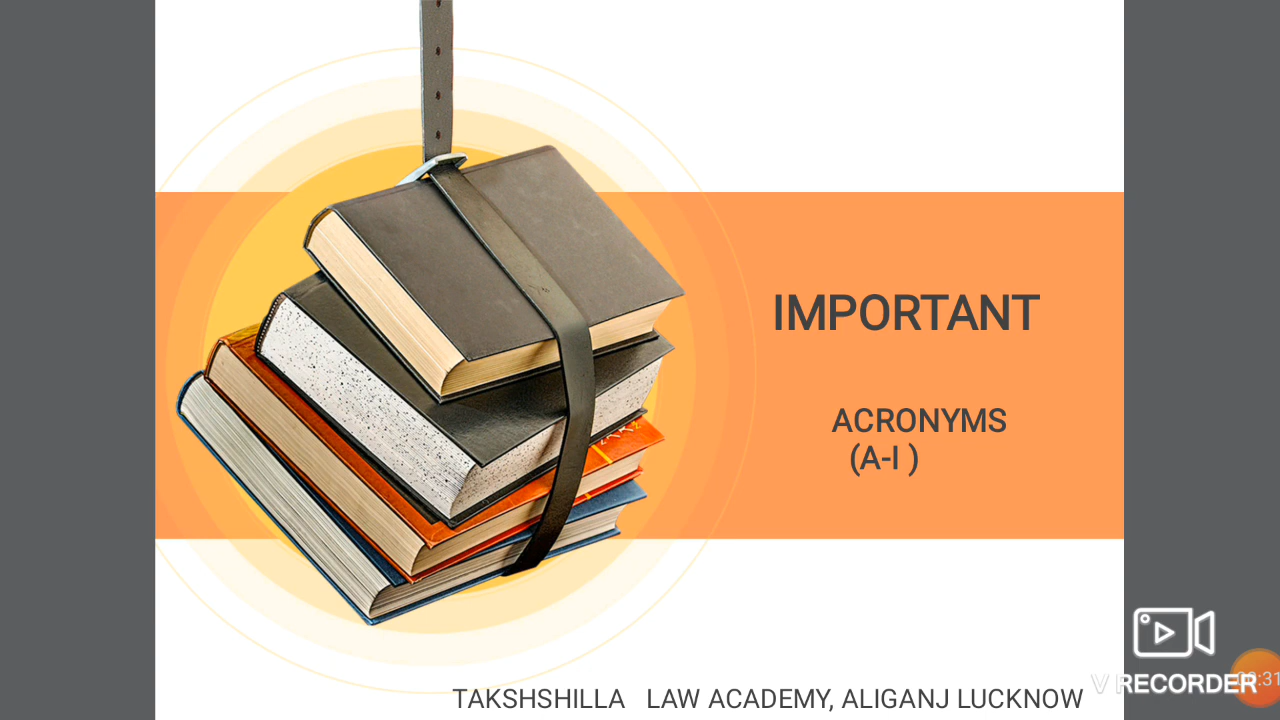 IMPORTANT
ACRONYMS
(A-I )
TAKSHSHILLA LAW ACADEMY, ALIGANJ LUCKNOW
V RECORDER